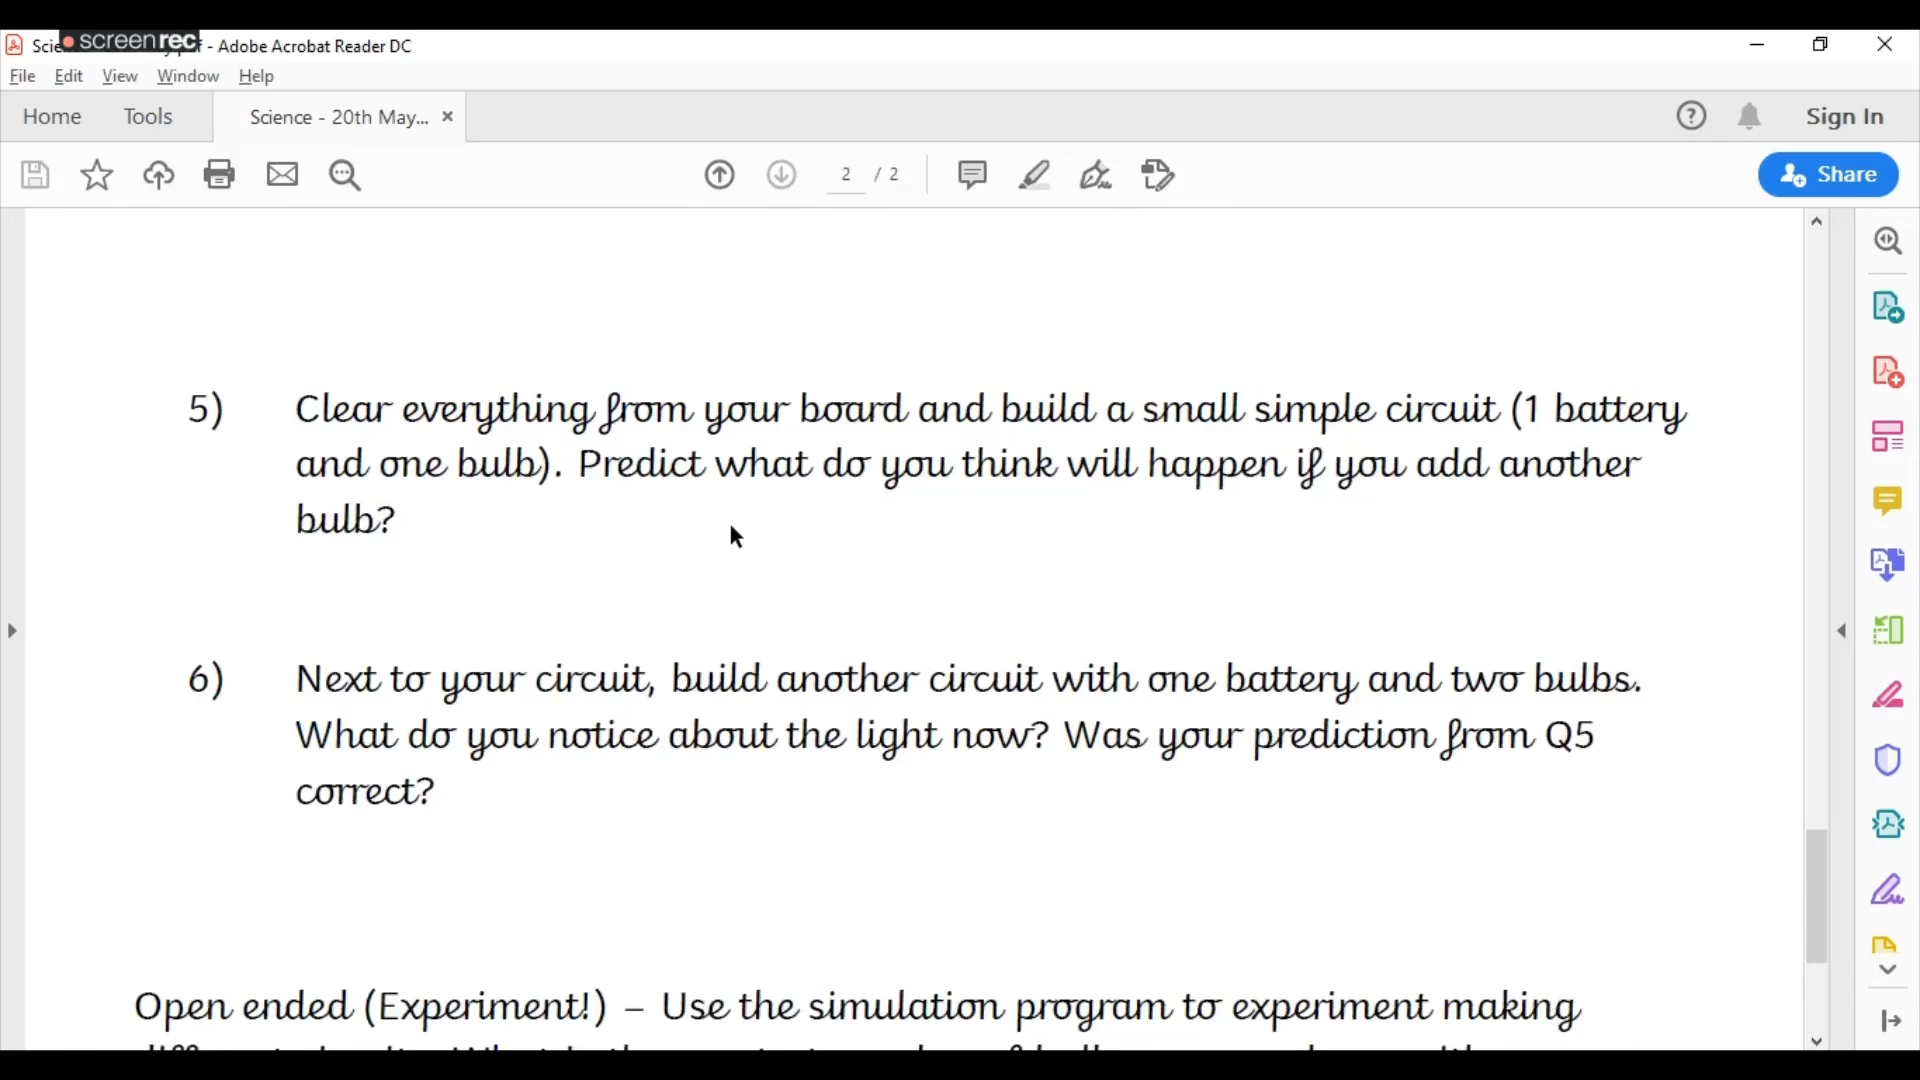 Scie
screenrec
f - Adobe Acrobat Reader DC
File Edit View Window Help
Home Tools Science - 20th May... × Sign In
2 / 2 Share
5) Clear everything from your board and build a small simple circuit (1 battery
and one bulb). Predict what do you think will happen if you add another
bulb?
6) Next to your circuit, build another circuit with one battery and two bulbs.
What do you notice about the light now? Was your prediction from Q5
correct?
Open ended (Experiment!) – Use the simulation program to experiment making